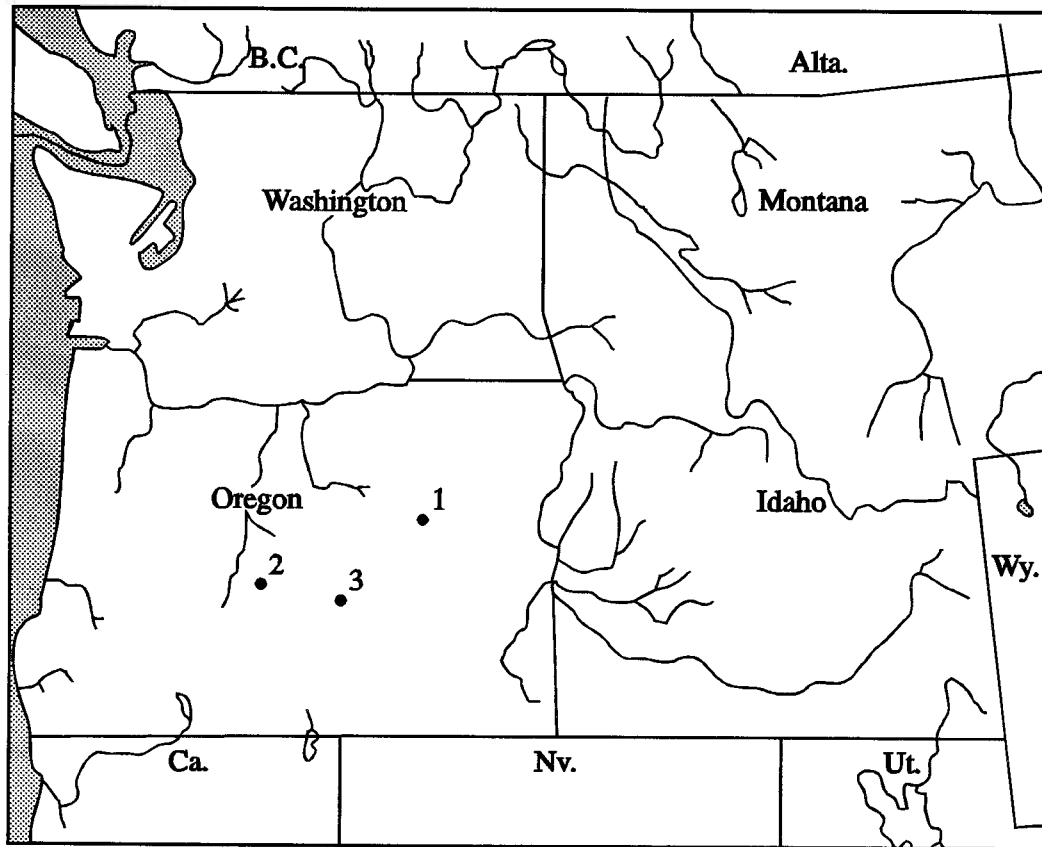 B.C.
Alta.
Washington
Montana
Oregon
1
Idaho
2
3
Wy.
Ca.
Nv.
Ut.